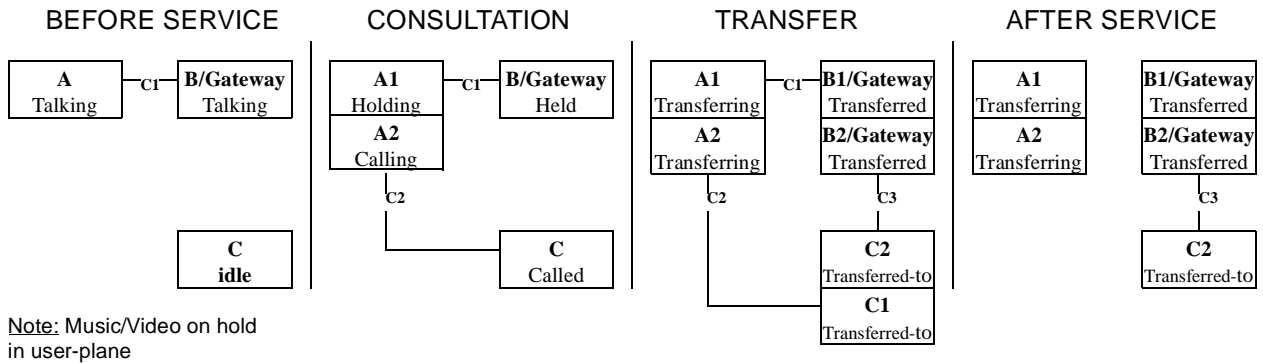 BEFORE SERVICE
CONSULTATION
TRANSFER
AFTER SERVICE
A
Talking
C1
B/Gateway
Talking
C
idle
A1
Holding
A2
Calling
C1
B/Gateway
Held
C2
C
Called
A1
Transferring
A2
Transferring
C1
B1/Gateway
Transferred
B2/Gateway
Transferred
C2
C3
C2
Transferred-to
C1
Transferred-to
A1
Transferring
A2
Transferring
B1/Gateway
Transferred
B2/Gateway
Transferred
C3
C2
Transferred-to
Note: Music/Video on hold
in user-plane